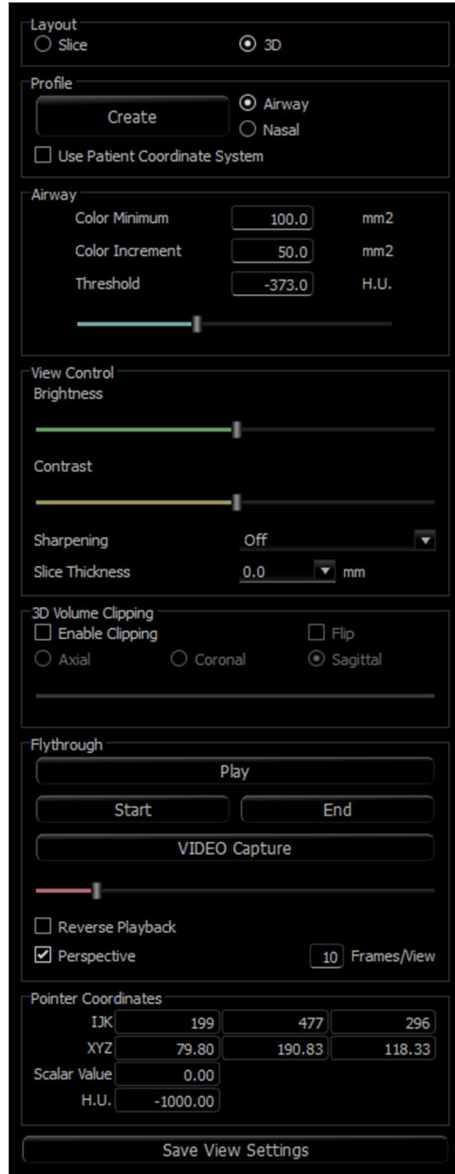 Layout
Slice 3D
Profile
Create
Airway
Nasal
Use Patient Coordinate System
Airway
Color Minimum 100.0 mm2
Color Increment 50.0 mm2
Threshold -373.0 H.U.
View Control
Brightness
Contrast
Sharpening Off
Slice Thickness 0.0 mm
3D Volume Clipping
Enable Clipping Flip
Axial Coronal Sagittal
Flythrough
Play
Start End
VIDEO Capture
Reverse Playback
Perspective 10 Frames/View
Pointer Coordinates
IJK 199 477 296
XYZ 79.80 190.83 118.33
Scalar Value 0.00
H.U. -1000.00
Save View Settings